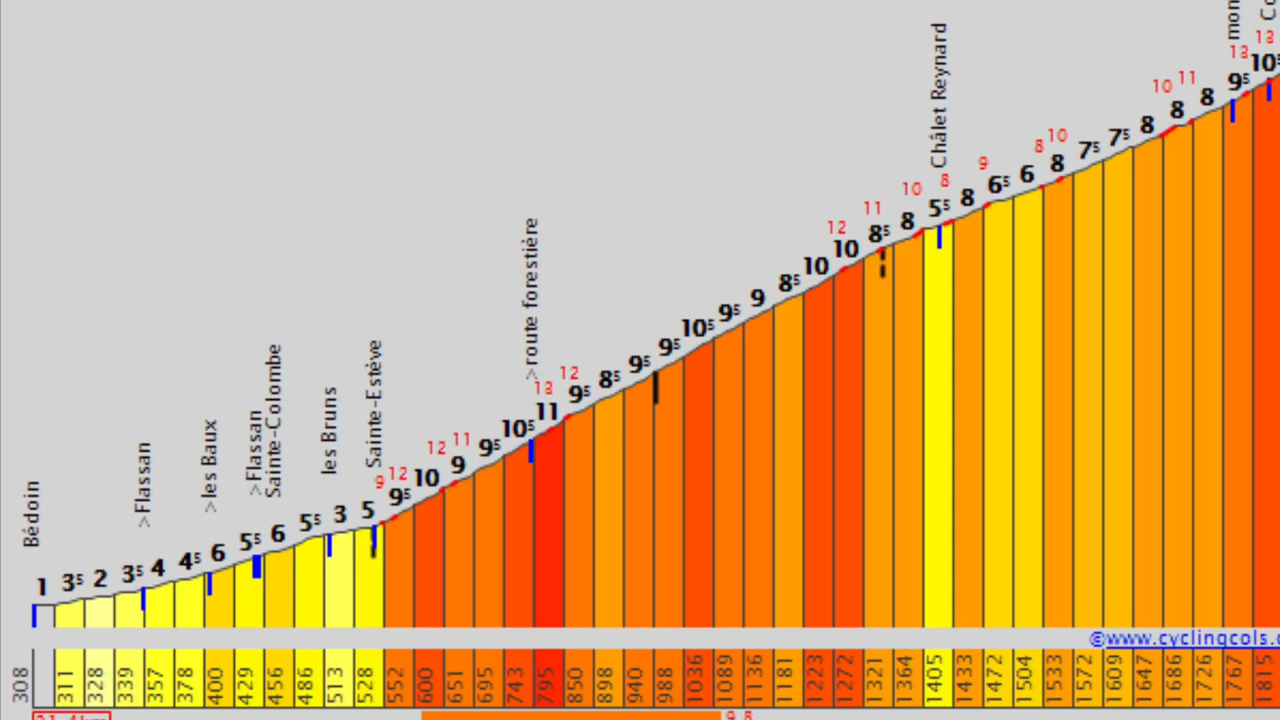 Bédoin
>Flassan
>les Baux
>Flassan
Sainte-Colombe
les Bruns
Sainte-Estève
>route forestière
Châlet Reynard
1 3⁵ 2 3⁵ 4 4⁵ 6 5⁵ 6 5⁵ 3 5 9⁵ 10 9 9⁵ 10⁵ 11 9⁵ 8⁵ 9⁵ 9⁵ 10⁵ 9⁵ 9 8⁵ 10 10 8⁵ 8 5⁵ 8 6⁵ 6 8 7⁵ 7⁵ 8 8 8 9⁵ 10⁵
9 12 12 11 13 12 12 11 10 8 9 8 10 10 11 13 13
©www.cyclingcols.
308 311 328 339 357 378 400 429 456 486 513 528 552 600 651 695 743 795 850 898 940 988 1036 1089 1136 1181 1223 1272 1321 1364 1405 1433 1472 1504 1533 1572 1609 1647 1686 1726 1767 1815
9.8